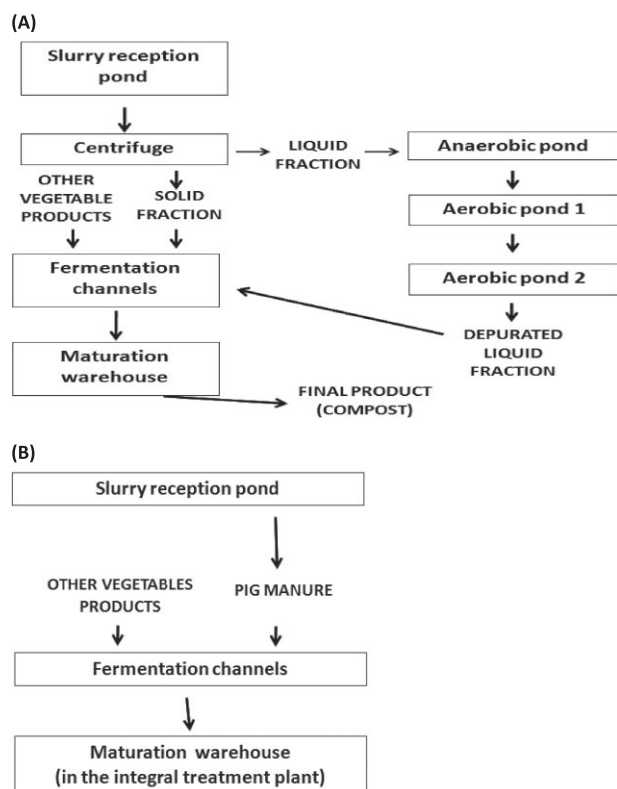 (A)
Slurry reception
pond
Centrifuge
LIQUID
FRACTION
Anaerobic pond
OTHER
VEGETABLE
PRODUCTS
SOLID
FRACTION
Aerobic pond 1
Fermentation
channels
Aerobic pond 2
DEPURATED
LIQUID
FRACTION
Maturation
warehouse
FINAL PRODUCT
(COMPOST)
(B)
Slurry reception pond
OTHER VEGETABLES
PRODUCTS
PIG MANURE
Fermentation channels
Maturation warehouse
(in the integral treatment plant)